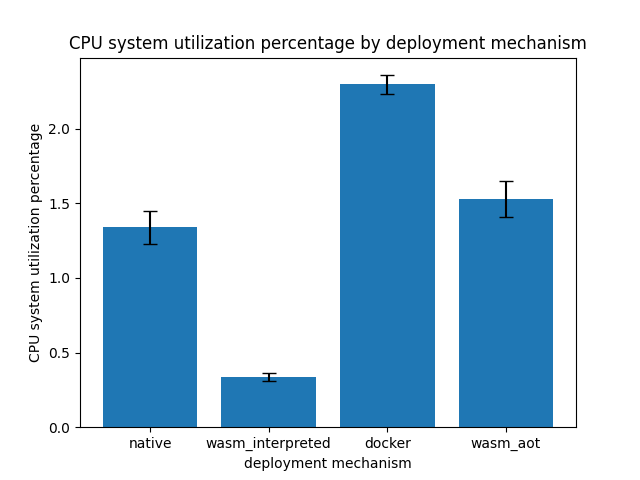 CPU system utilization percentage by deployment mechanism
CPU system utilization percentage
2.0
1.5
1.0
0.5
0.0
native wasm_interpreted docker wasm_aot
deployment mechanism